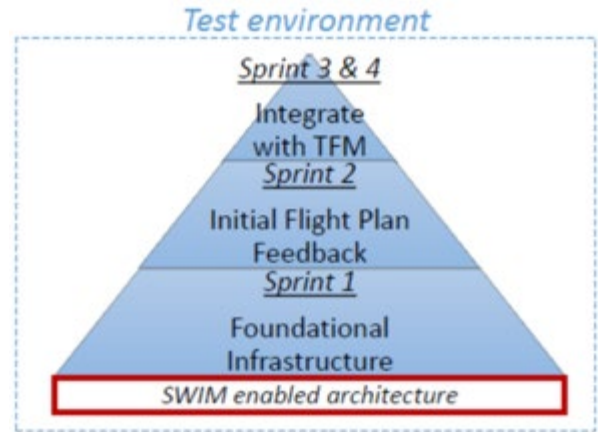 Test environment
Sprint 3 & 4
Integrate
with TFM
Sprint 2
Initial Flight Plan
Feedback
Sprint 1
Foundational
Infrastructure
SWIM enabled architecture